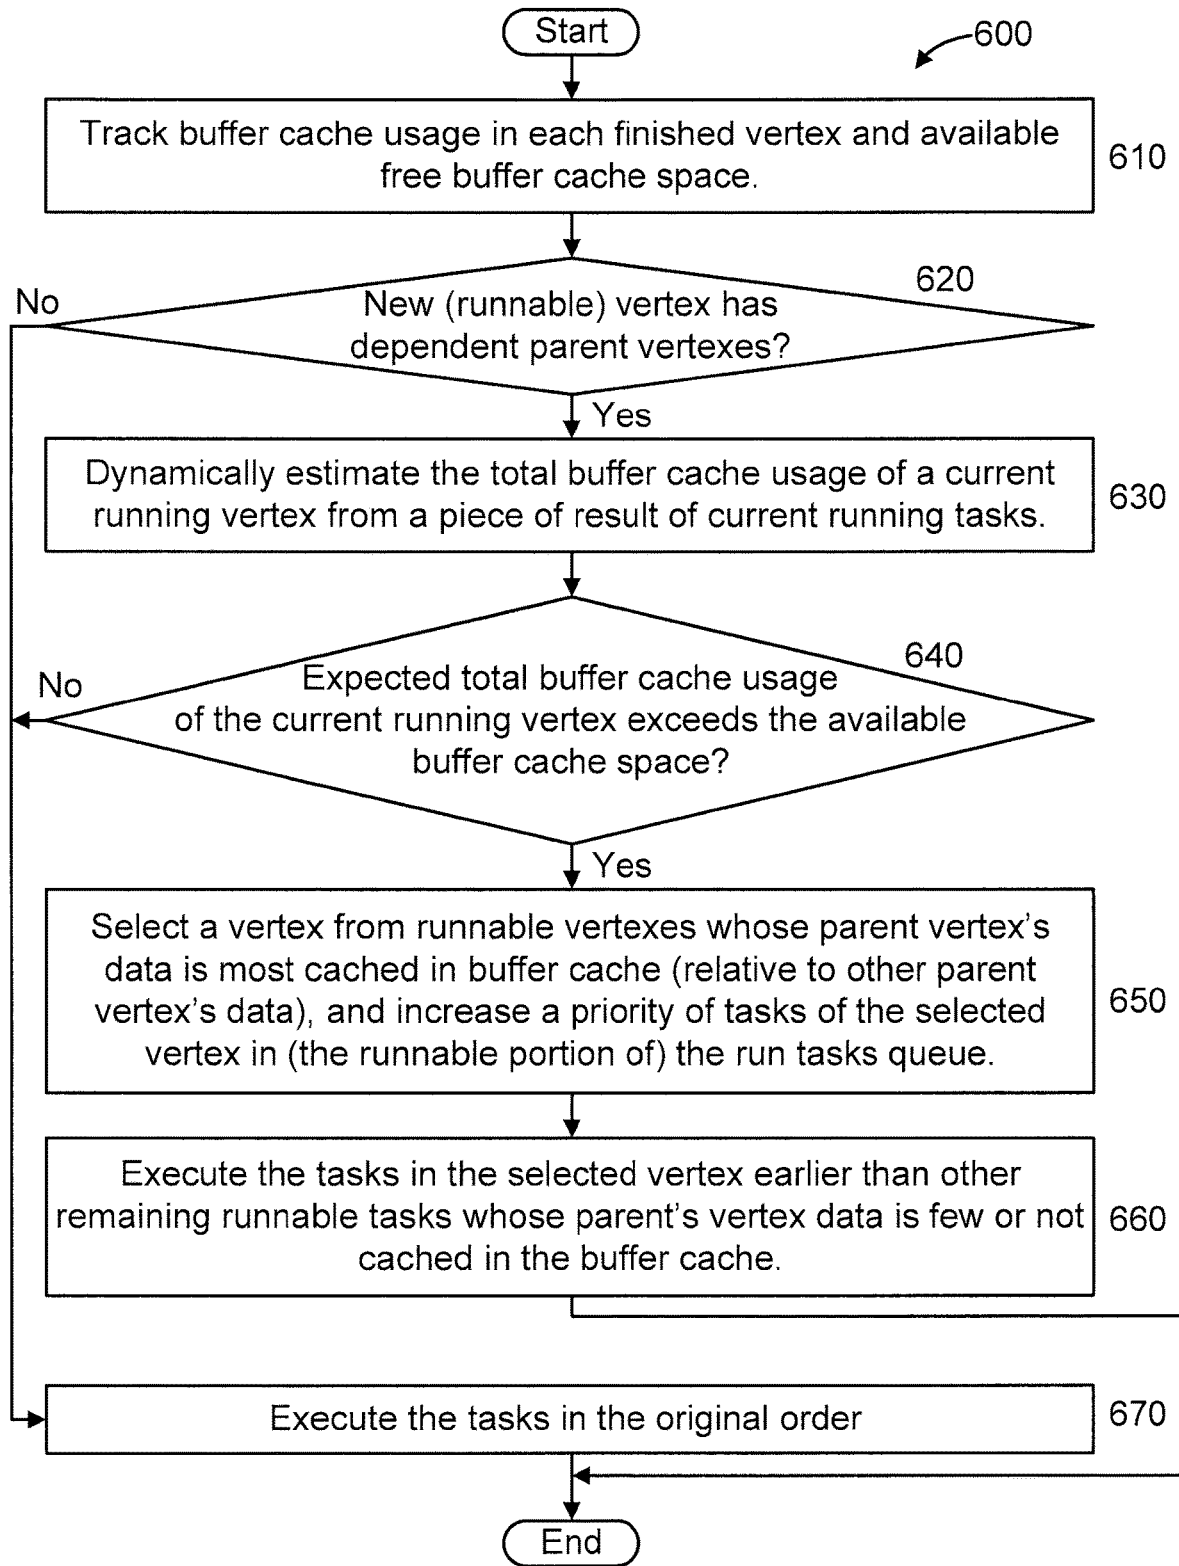 Start
600
Track buffer cache usage in each finished vertex and available
free buffer cache space.
610
No
620
New (runnable) vertex has
dependent parent vertexes?
Yes
Dynamically estimate the total buffer cache usage of a current
running vertex from a piece of result of current running tasks.
630
No
640
Expected total buffer cache usage
of the current running vertex exceeds the available
buffer cache space?
Yes
Select a vertex from runnable vertexes whose parent vertex's
data is most cached in buffer cache (relative to other parent
vertex's data), and increase a priority of tasks of the selected
vertex in (the runnable portion of) the run tasks queue.
650
Execute the tasks in the selected vertex earlier than other
remaining runnable tasks whose parent's vertex data is few or not
cached in the buffer cache.
660
Execute the tasks in the original order
670
End